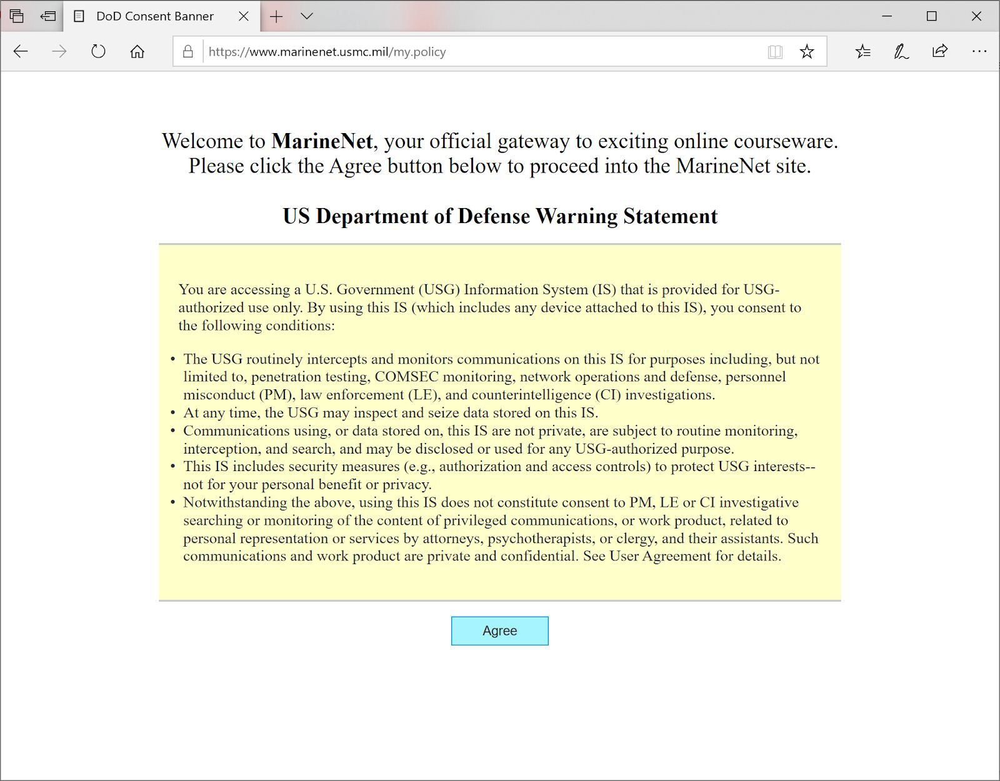 DoD Consent Banner
https://www.marinenet.usmc.mil/my.policy
Welcome to MarineNet, your official gateway to exciting online courseware.
Please click the Agree button below to proceed into the MarineNet site.
US Department of Defense Warning Statement
You are accessing a U.S. Government (USG) Information System (IS) that is provided for USG-
authorized use only. By using this IS (which includes any device attached to this IS), you consent to
the following conditions:
• The USG routinely intercepts and monitors communications on this IS for purposes including, but not
limited to, penetration testing, COMSEC monitoring, network operations and defense, personnel
misconduct (PM), law enforcement (LE), and counterintelligence (CI) investigations.
• At any time, the USG may inspect and seize data stored on this IS.
• Communications using, or data stored on, this IS are not private, are subject to routine monitoring,
interception, and search, and may be disclosed or used for any USG-authorized purpose.
• This IS includes security measures (e.g., authorization and access controls) to protect USG interests--
not for your personal benefit or privacy.
• Notwithstanding the above, using this IS does not constitute consent to PM, LE or CI investigative
searching or monitoring of the content of privileged communications, or work product, related to
personal representation or services by attorneys, psychotherapists, or clergy, and their assistants. Such
communications and work product are private and confidential. See User Agreement for details.
Agree